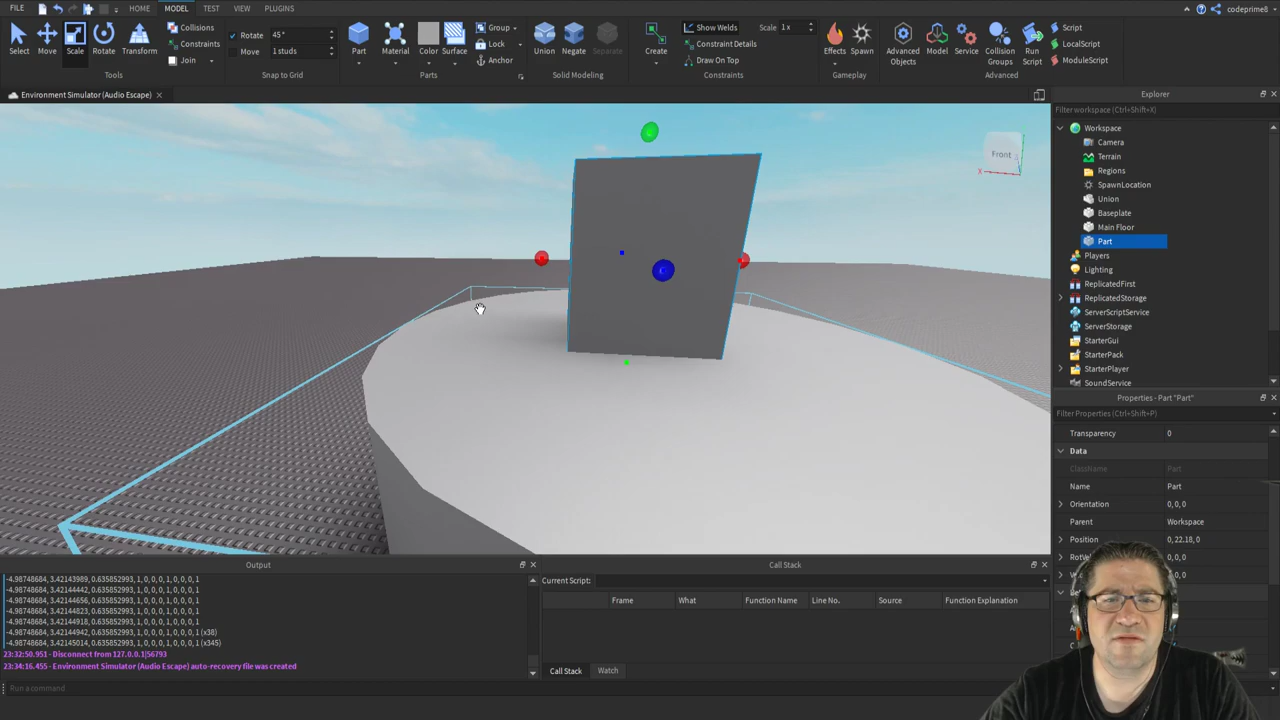 FILE HOME MODEL TEST VIEW PLUGINS codeprime8
Select Move Scale Rotate Transform
Collisions
Constraints
Join
Tools
Rotate 45°
Move 1 studs
Snap to Grid
Part Material Color Surface
Group
Lock
Anchor
Parts
Union Negate Separate
Solid Modeling
Create
Show Welds Scale 1x
Constraint Details
Draw On Top
Constraints
Effects Spawn
Gameplay
Advanced Objects Model Service Collision Groups Run Script
Script
LocalScript
ModuleScript
Advanced
Environment Simulator (Audio Escape)
Front
X
Explorer
Filter workspace (Ctrl+Shift+X)
Workspace
Camera
Terrain
Regions
SpawnLocation
Union
Baseplate
Main Floor
Part
Players
Lighting
ReplicatedFirst
ReplicatedStorage
ServerScriptService
ServerStorage
StarterGui
StarterPack
StarterPlayer
SoundService
Properties - Part "Part"
Filter Properties (Ctrl+Shift+P)
Transparency 0
Data
ClassName Part
Name Part
Orientation 0, 0, 0
Parent Workspace
Position 0, 22.18, 0
0, 0, 0
0, 0, 0
Output
-4.98748684, 3.42143989, 0.635852993, 1, 0, 0, 0, 1, 0, 0, 0, 1
-4.98748684, 3.42144442, 0.635852993, 1, 0, 0, 0, 1, 0, 0, 0, 1
-4.98748684, 3.42144656, 0.635852993, 1, 0, 0, 0, 1, 0, 0, 0, 1
-4.98748684, 3.42144823, 0.635852993, 1, 0, 0, 0, 1, 0, 0, 0, 1
-4.98748684, 3.42144918, 0.635852993, 1, 0, 0, 0, 1, 0, 0, 0, 1
-4.98748684, 3.42144942, 0.635852993, 1, 0, 0, 0, 1, 0, 0, 0, 1 (x38)
-4.98748684, 3.42145014, 0.635852993, 1, 0, 0, 0, 1, 0, 0, 0, 1 (x345)
23:32:50.951 - Disconnect from 127.0.0.1|56793
23:34:16.455 - Environment Simulator (Audio Escape) auto-recovery file was created
Call Stack
Current Script:
Frame What Function Name Line No. Source Function Explanation
Call Stack Watch
Run a command